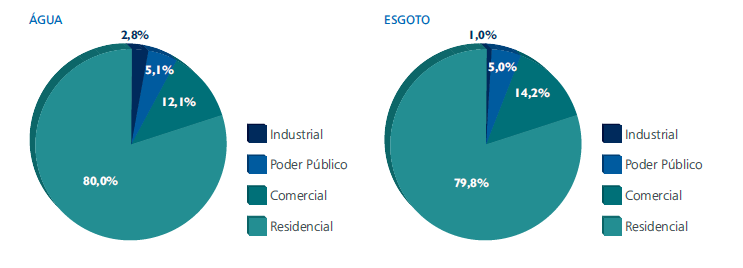 ÁGUA
2,8%
5,1%
12,1%
80,0%
Industrial
Poder Público
Comercial
Residencial
ESGOTO
1,0%
5,0%
14,2%
79,8%
Industrial
Poder Público
Comercial
Residencial